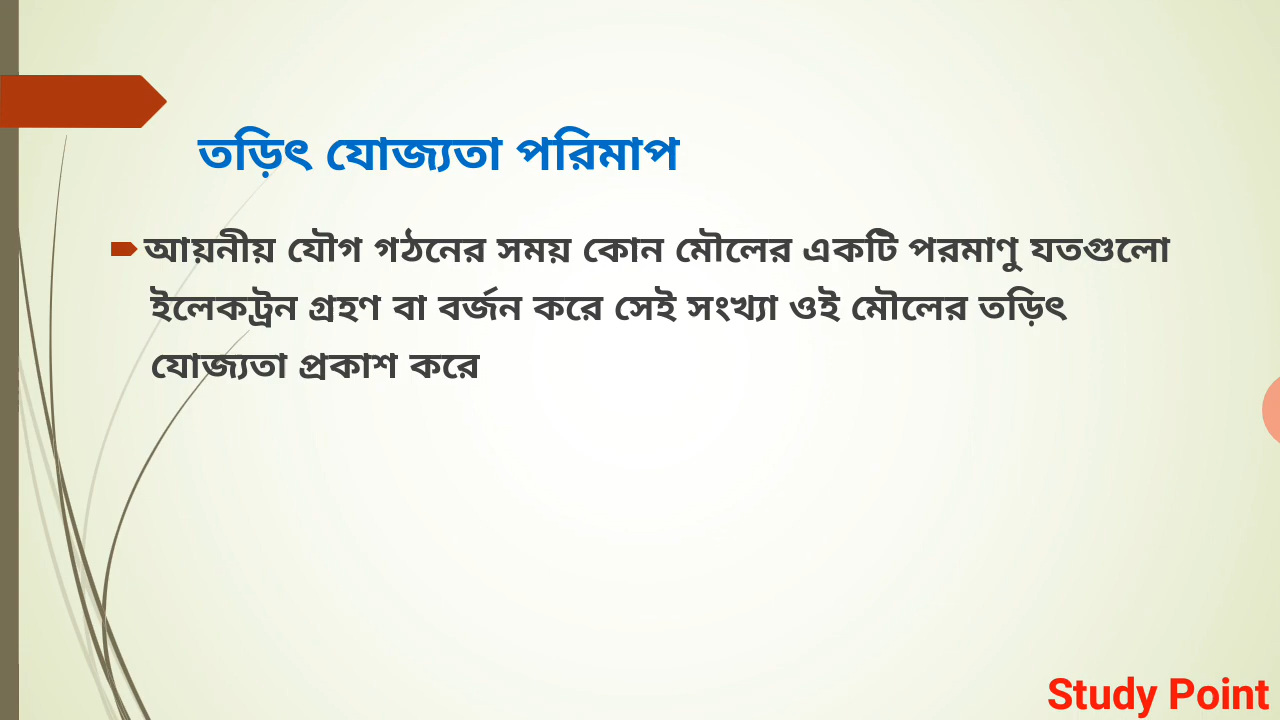 তড়িৎ যোজ্যতা পরিমাপ
আয়নীয় যৌগ গঠনের সময় কোন মৌলের একটি পরমাণু যতগুলো
ইলেকট্রন গ্রহণ বা বর্জন করে সেই সংখ্যা ওই মৌলের তড়িৎ
যোজ্যতা প্রকাশ করে
Study Point